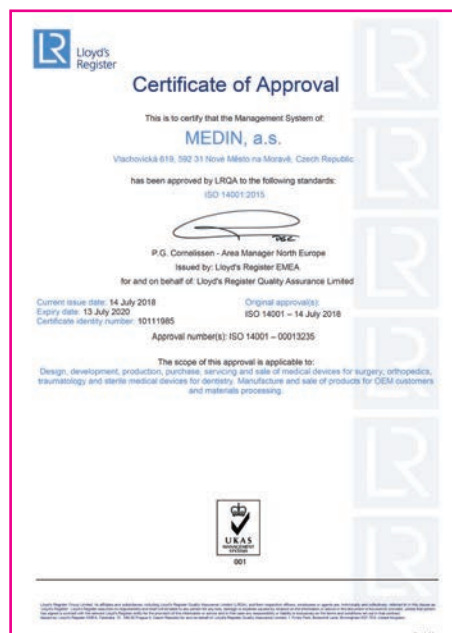 LR
Lloyd's
Register
Certificate of Approval
This is to certify that the Management System of:
MEDIN, a.s.
Vlachovická 619, 592 31 Nové Město na Moravě, Czech Republic
has been approved by LRQA to the following standards:
ISO 14001:2015
P.G. Cornelissen - Area Manager North Europe
Issued by: Lloyd's Register EMEA
for and on behalf of: Lloyd's Register Quality Assurance Limited
Current issue date: 14 July 2018
Expiry date: 13 July 2020
Certificate identity number: 10111985
Original approval(s):
ISO 14001 – 14 July 2018
Approval number(s): ISO 14001 – 00013235
The scope of this approval is applicable to:
Design, development, production, purchase, servicing and sale of medical devices for surgery, orthopedics,
traumatology and sterile medical devices for dentistry. Manufacture and sale of products for OEM customers
and materials processing.
UKAS
MANAGEMENT
SYSTEMS
001